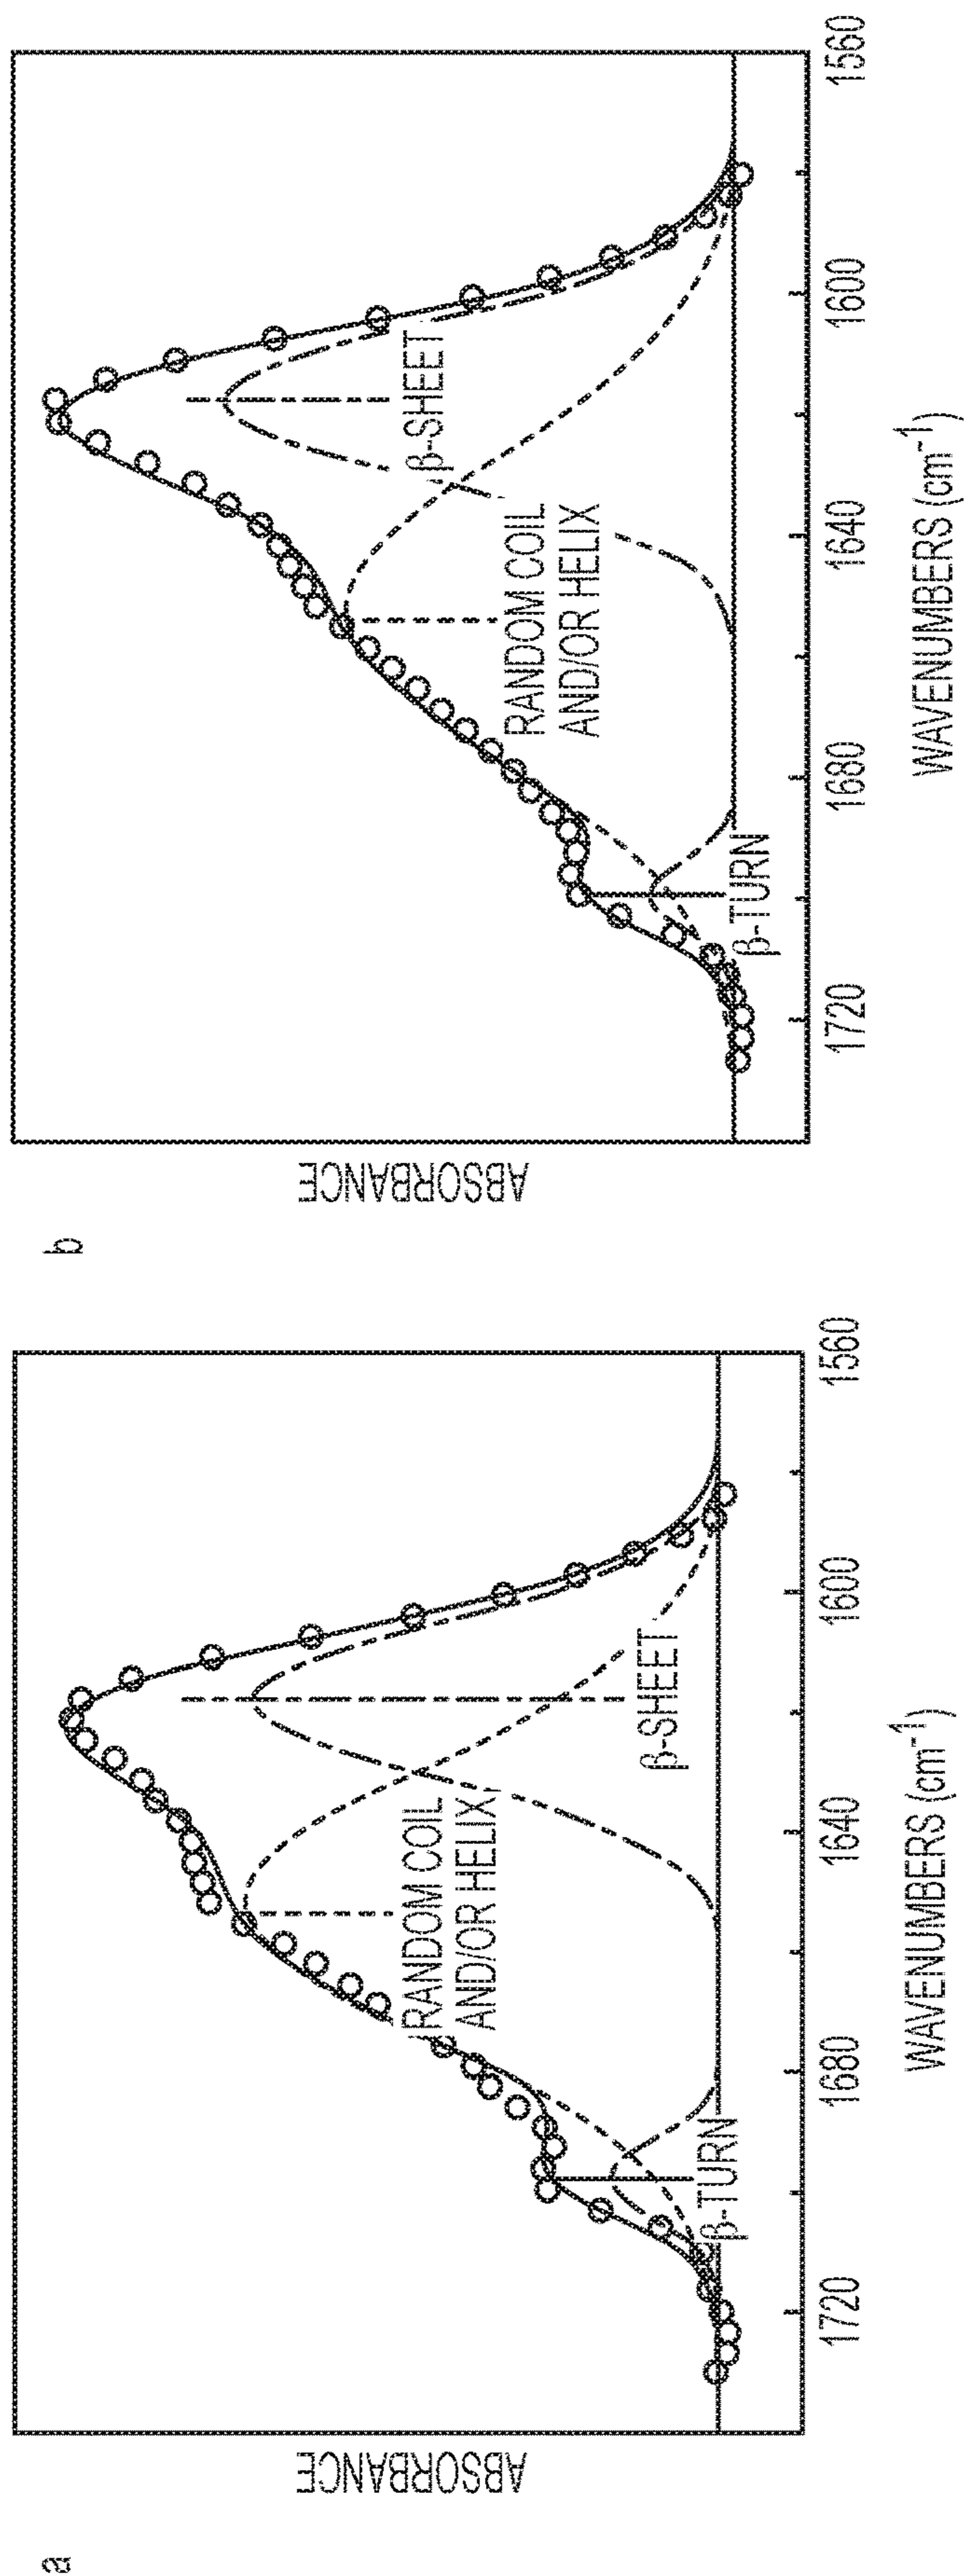 a
ABSORBANCE
RANDOM COIL
AND/OR HELIX
β-SHEET
β-TURN
1720
1680
1640
1600
1560
WAVENUMBERS (cm⁻¹)
b
ABSORBANCE
β-SHEET
RANDOM COIL
AND/OR HELIX
β-TURN
1720
1680
1640
1600
1560
WAVENUMBERS (cm⁻¹)